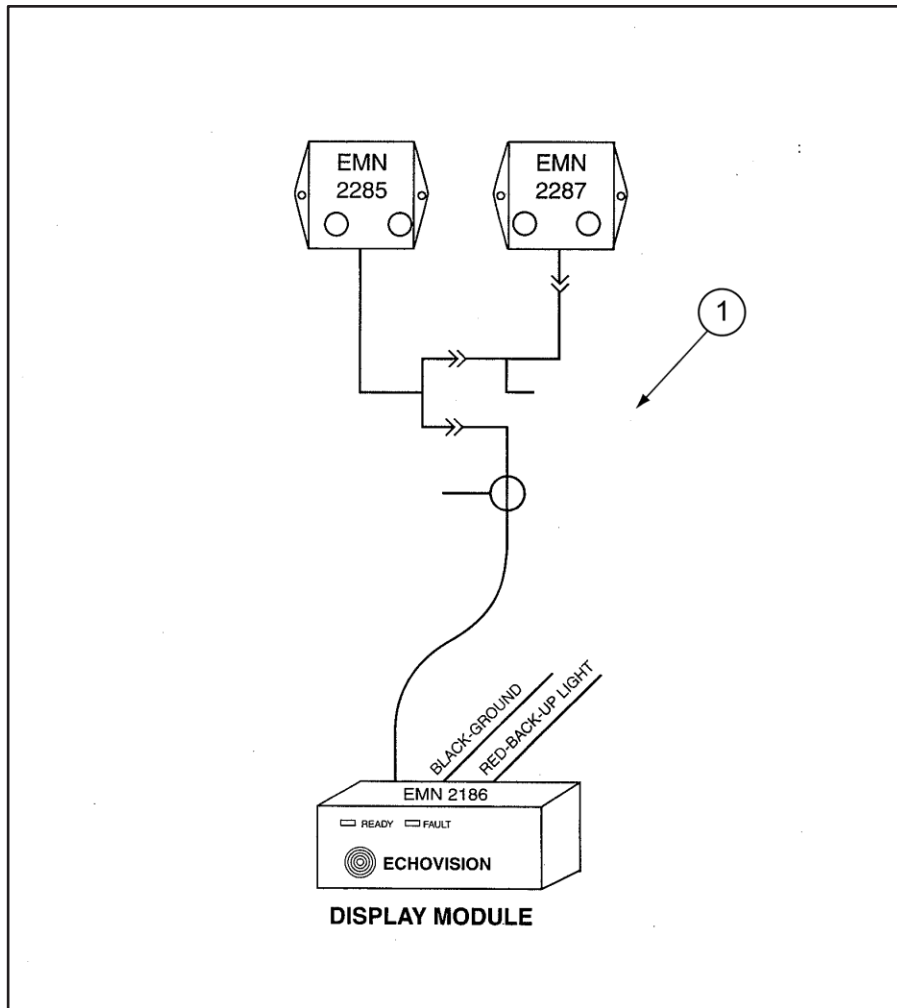 EMN
2285
EMN
2287
1
BLACK-GROUND
RED-BACK-UP LIGHT
EMN 2186
READY
FAULT
ECHOVISION
DISPLAY MODULE